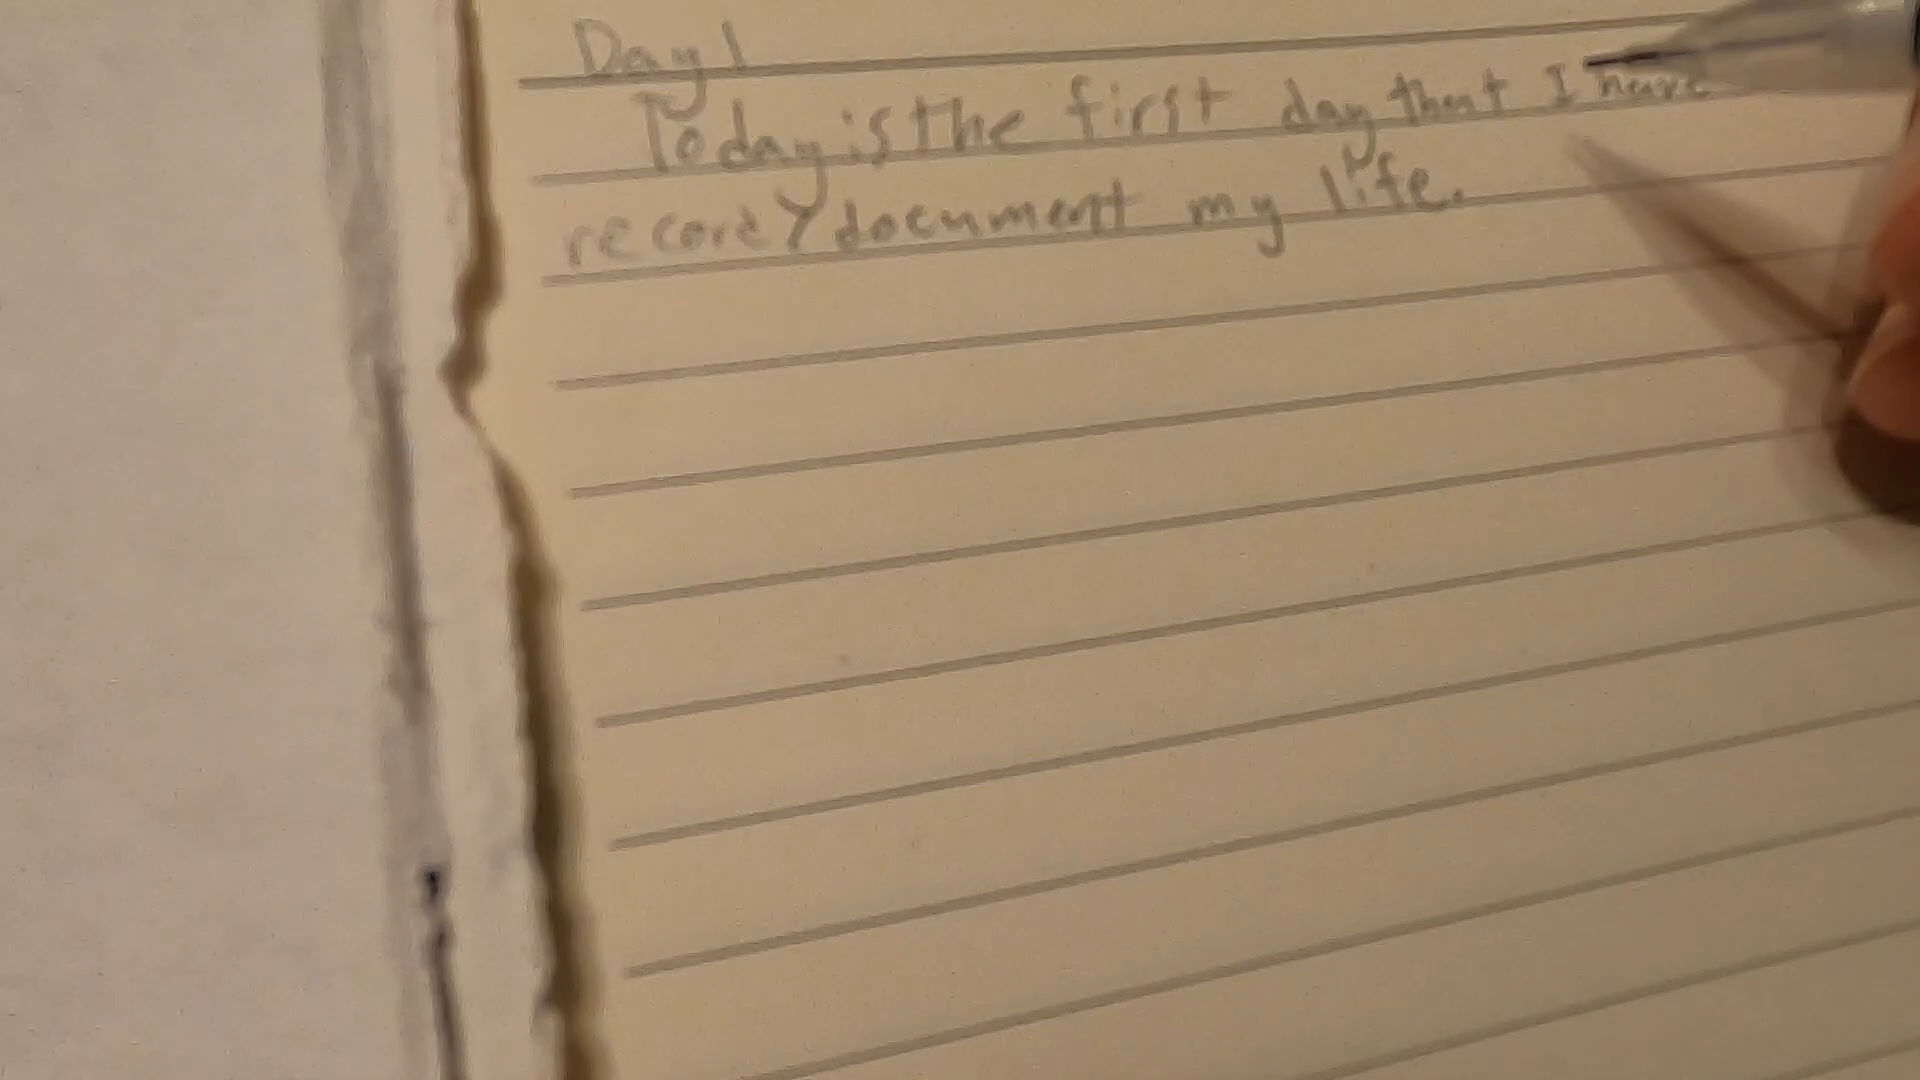 Day 1
Today is the first day that I have
record/document my life.